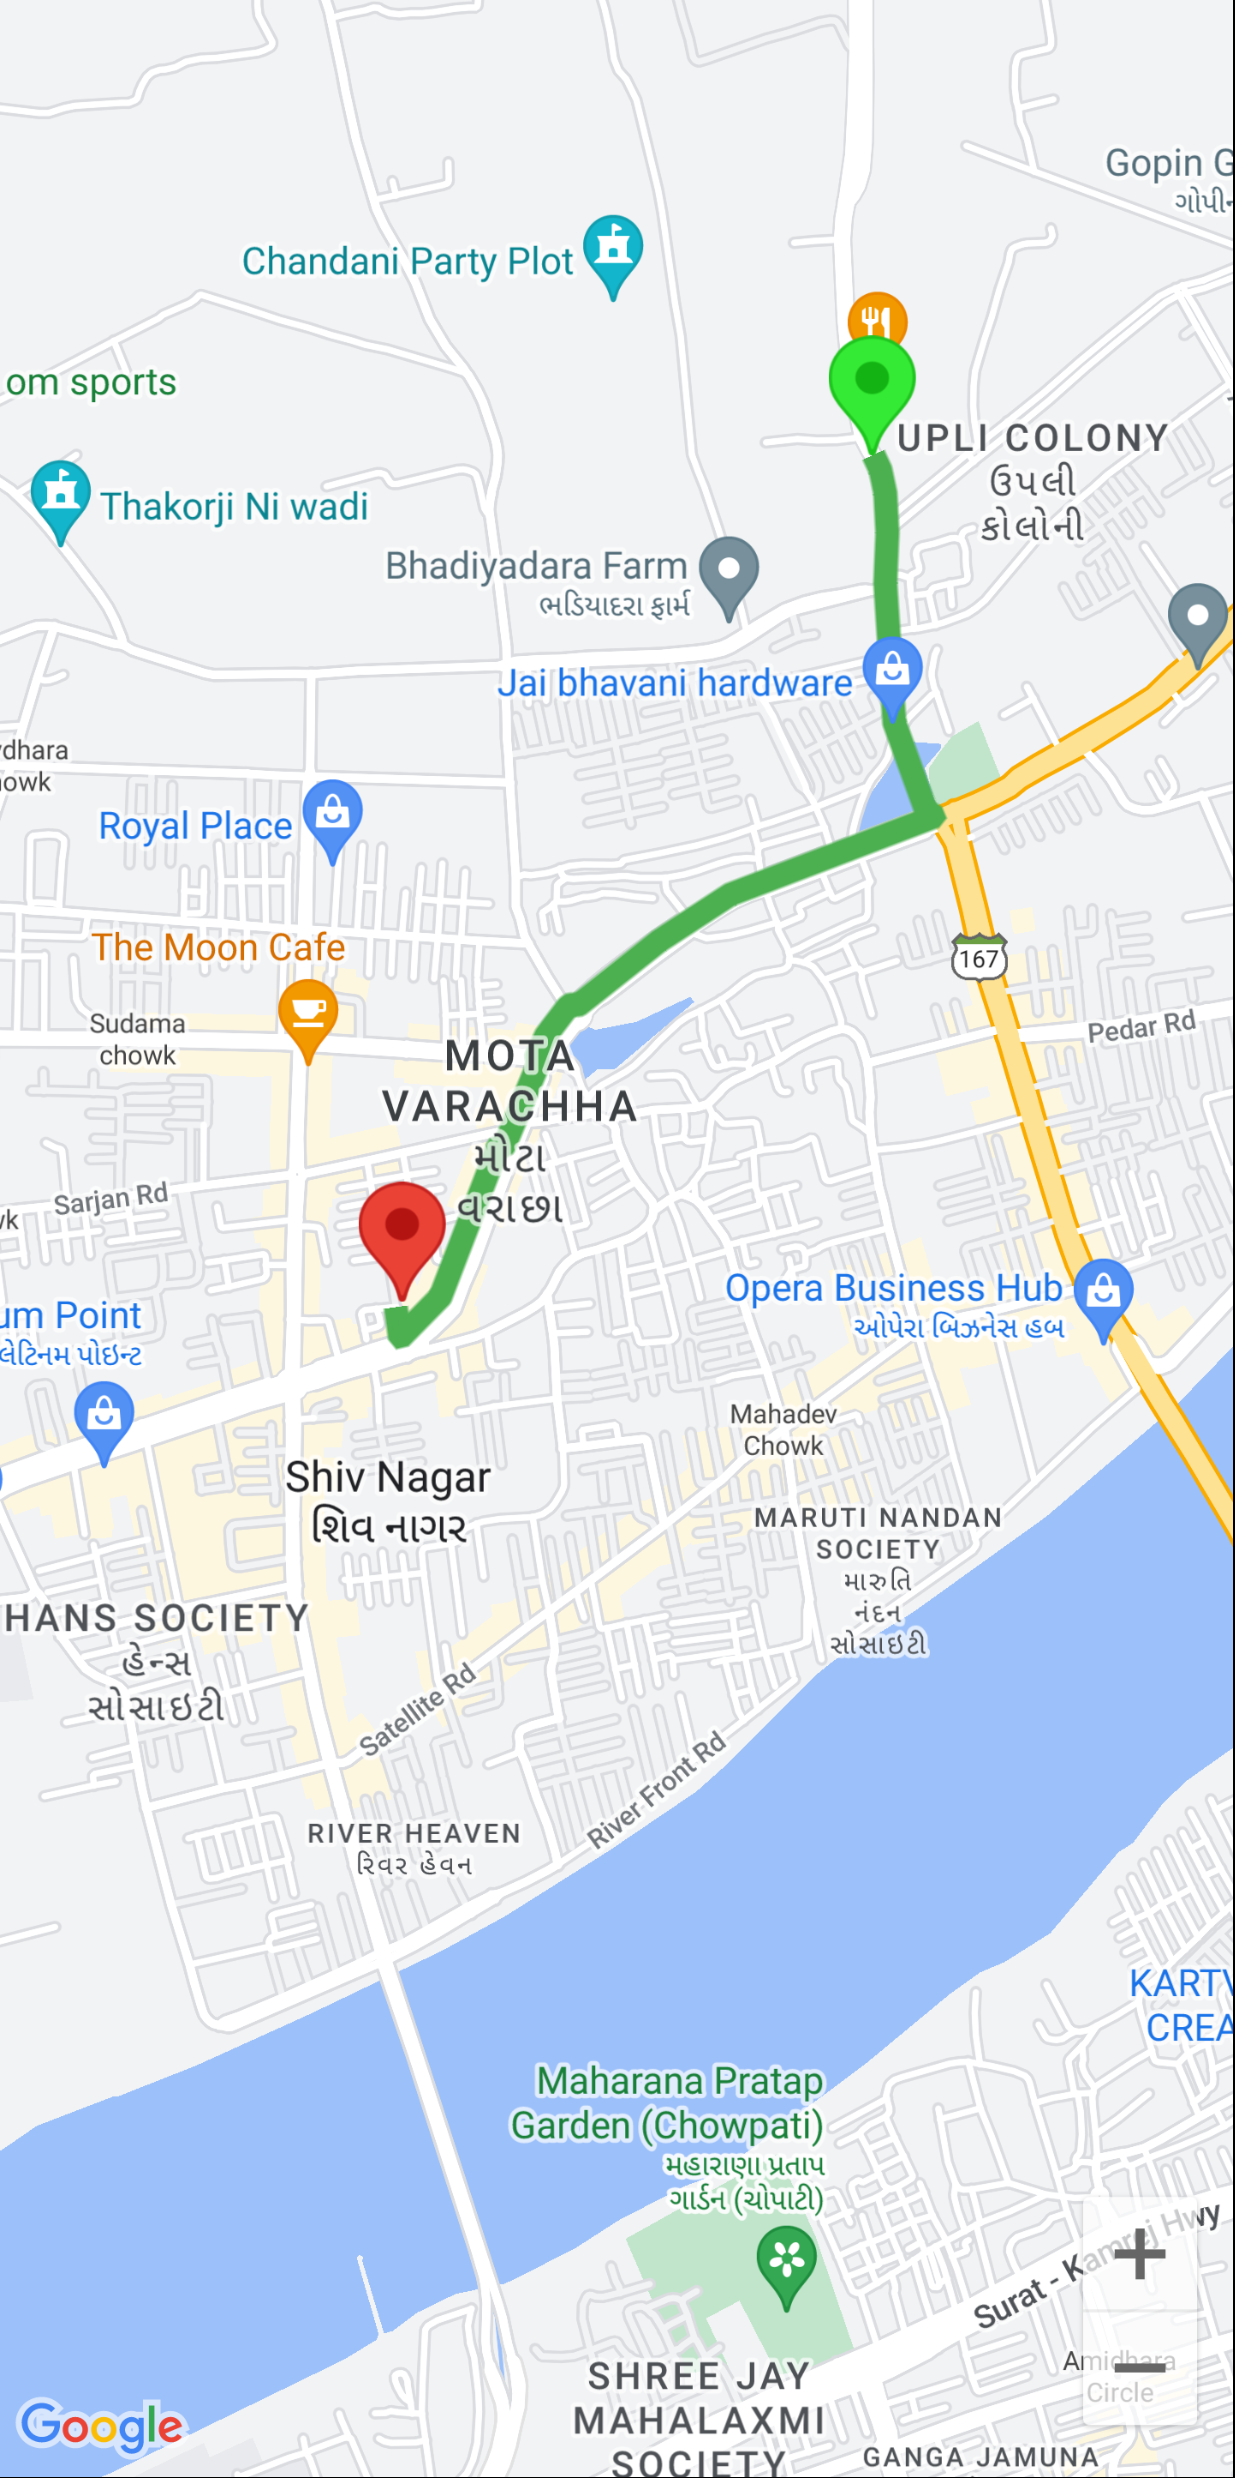 Gopin G
ગોપીન
Chandani Party Plot
om sports
UPLI COLONY
ઉપલી
કોલોની
Thakorji Ni wadi
Bhadiyadara Farm
ભડિયાદરા ફાર્મ
Jai bhavani hardware
dhara
owk
Royal Place
The Moon Cafe
167
Sudama
chowk
Pedar Rd
MOTA
VARACHHA
મોટા
વરાછા
Sarjan Rd
k
um Point
લેટિનમ પોઇન્ટ
Opera Business Hub
ઓપેરા બિઝનેસ હબ
Mahadev
Chowk
Shiv Nagar
શિવ નાગર
MARUTI NANDAN
SOCIETY
મારુતિ
નંદન
સોસાઇટી
HANS SOCIETY
હેન્સ
સોસાઇટી
Satellite Rd
River Front Rd
RIVER HEAVEN
રિવર હેવન
KARTV
CREA
Maharana Pratap
Garden (Chowpati)
મહારાણા પ્રતાપ
ગાર્ડન (ચોપાટી)
Surat - Kamrej Hwy
Amidhara
Circle
SHREE JAY
MAHALAXMI
SOCIETY
GANGA JAMUNA
Google